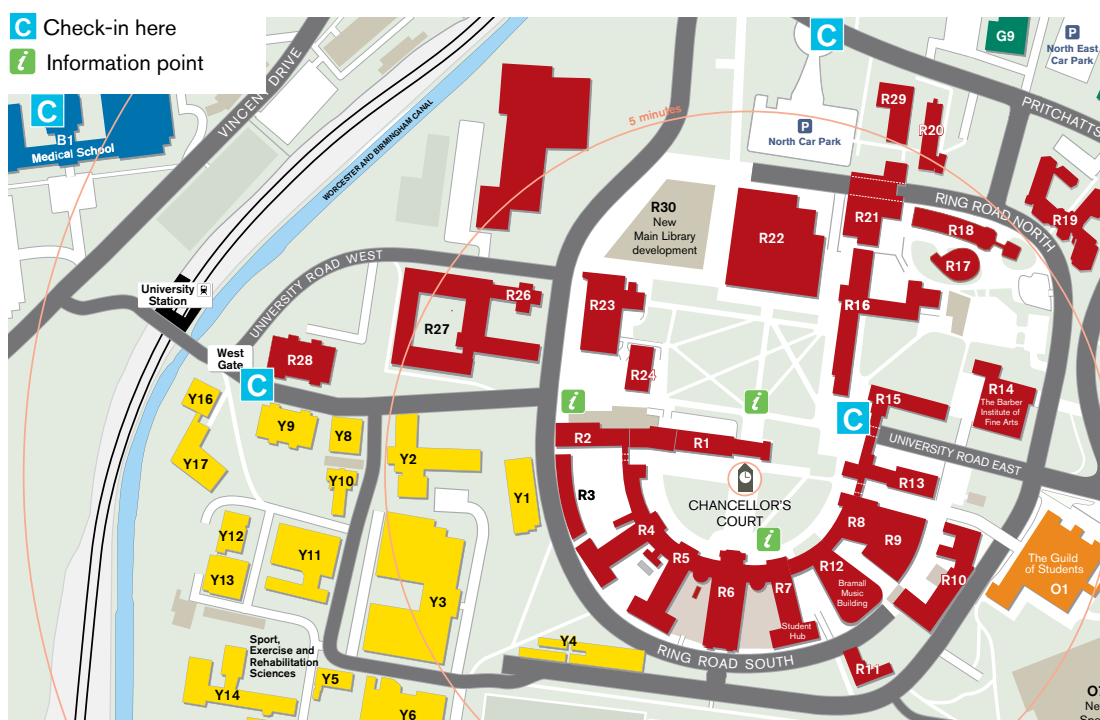 C Check-in here
i Information point
C
B1
Medical School
VINCENT DRIVE
WORCESTER AND BIRMINGHAM CANAL
5 minutes
C
G9
P
North East
Car Park
PRITCHATTS
P
North Car Park
R29
R20
RING ROAD NORTH
R19
R30
New
Main Library
development
R22
R21
R18
R17
UNIVERSITY ROAD WEST
University
Station
R26
R27
R23
R16
West
Gate
R28
C
R24
R14
The Barber
Institute of
Fine Arts
i
i
R15
C
UNIVERSITY ROAD EAST
Y16
Y9
Y8
Y2
R2
R1
Y17
Y10
Y1
R3
CHANCELLOR'S
COURT
R13
i
Y12
Y11
Y13
Y3
R4
R5
R6
R7
R8
R9
R12
Bramall
Music
Building
R10
The Guild
of Students
O1
Student
Hub
Sport,
Exercise and
Rehabilitation
Sciences
Y4
RING ROAD SOUTH
R11
Y14
Y5
Y6